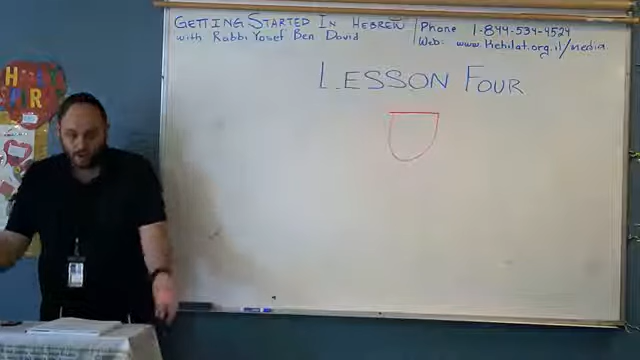 GETTING STARTED IN HEBREW
with Rabbi Yosef Ben David
Phone 1-844-534-4524
Web: www.Kehilat.org.il/media
LESSON FOUR